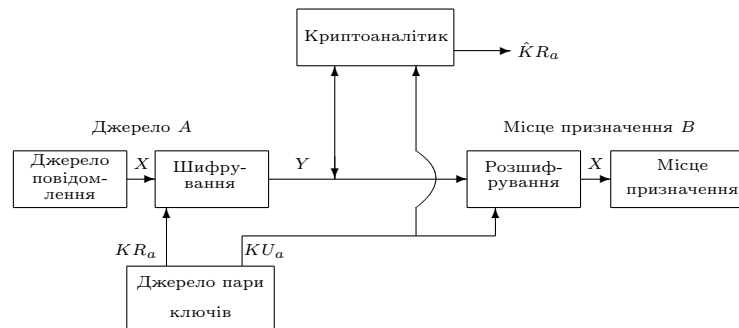 Криптоаналітик
K̂R_a
Джерело A
Місце призначення B
Джерело
повідом-
лення
X
Шифру-
вання
Y
Розшиф-
рування
X
Місце
призначення
KR_a
KU_a
Джерело пари
ключів